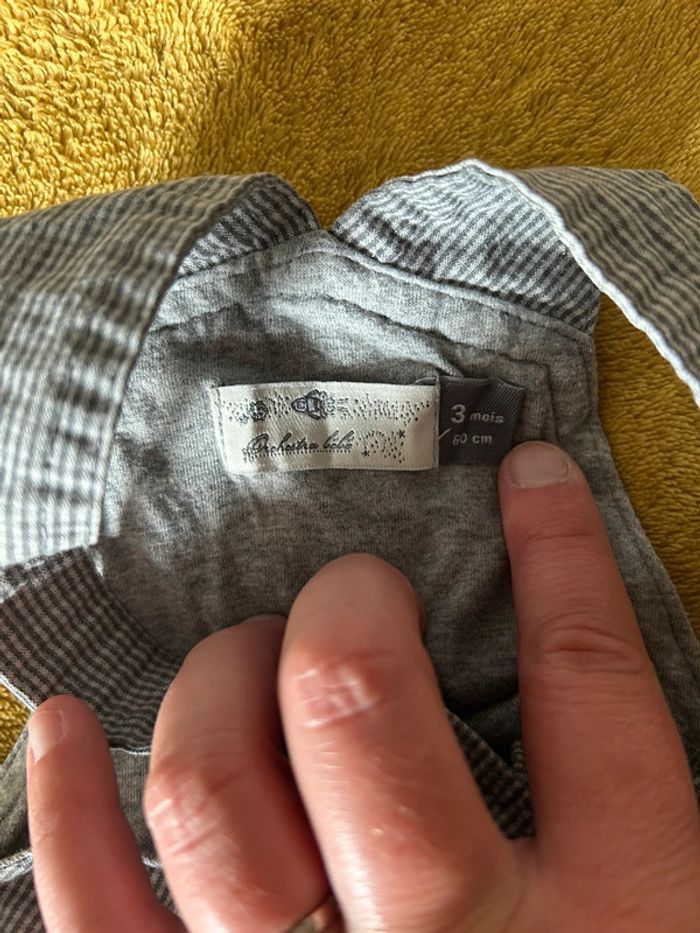 Orchestra bébé
3 mois
60 cm